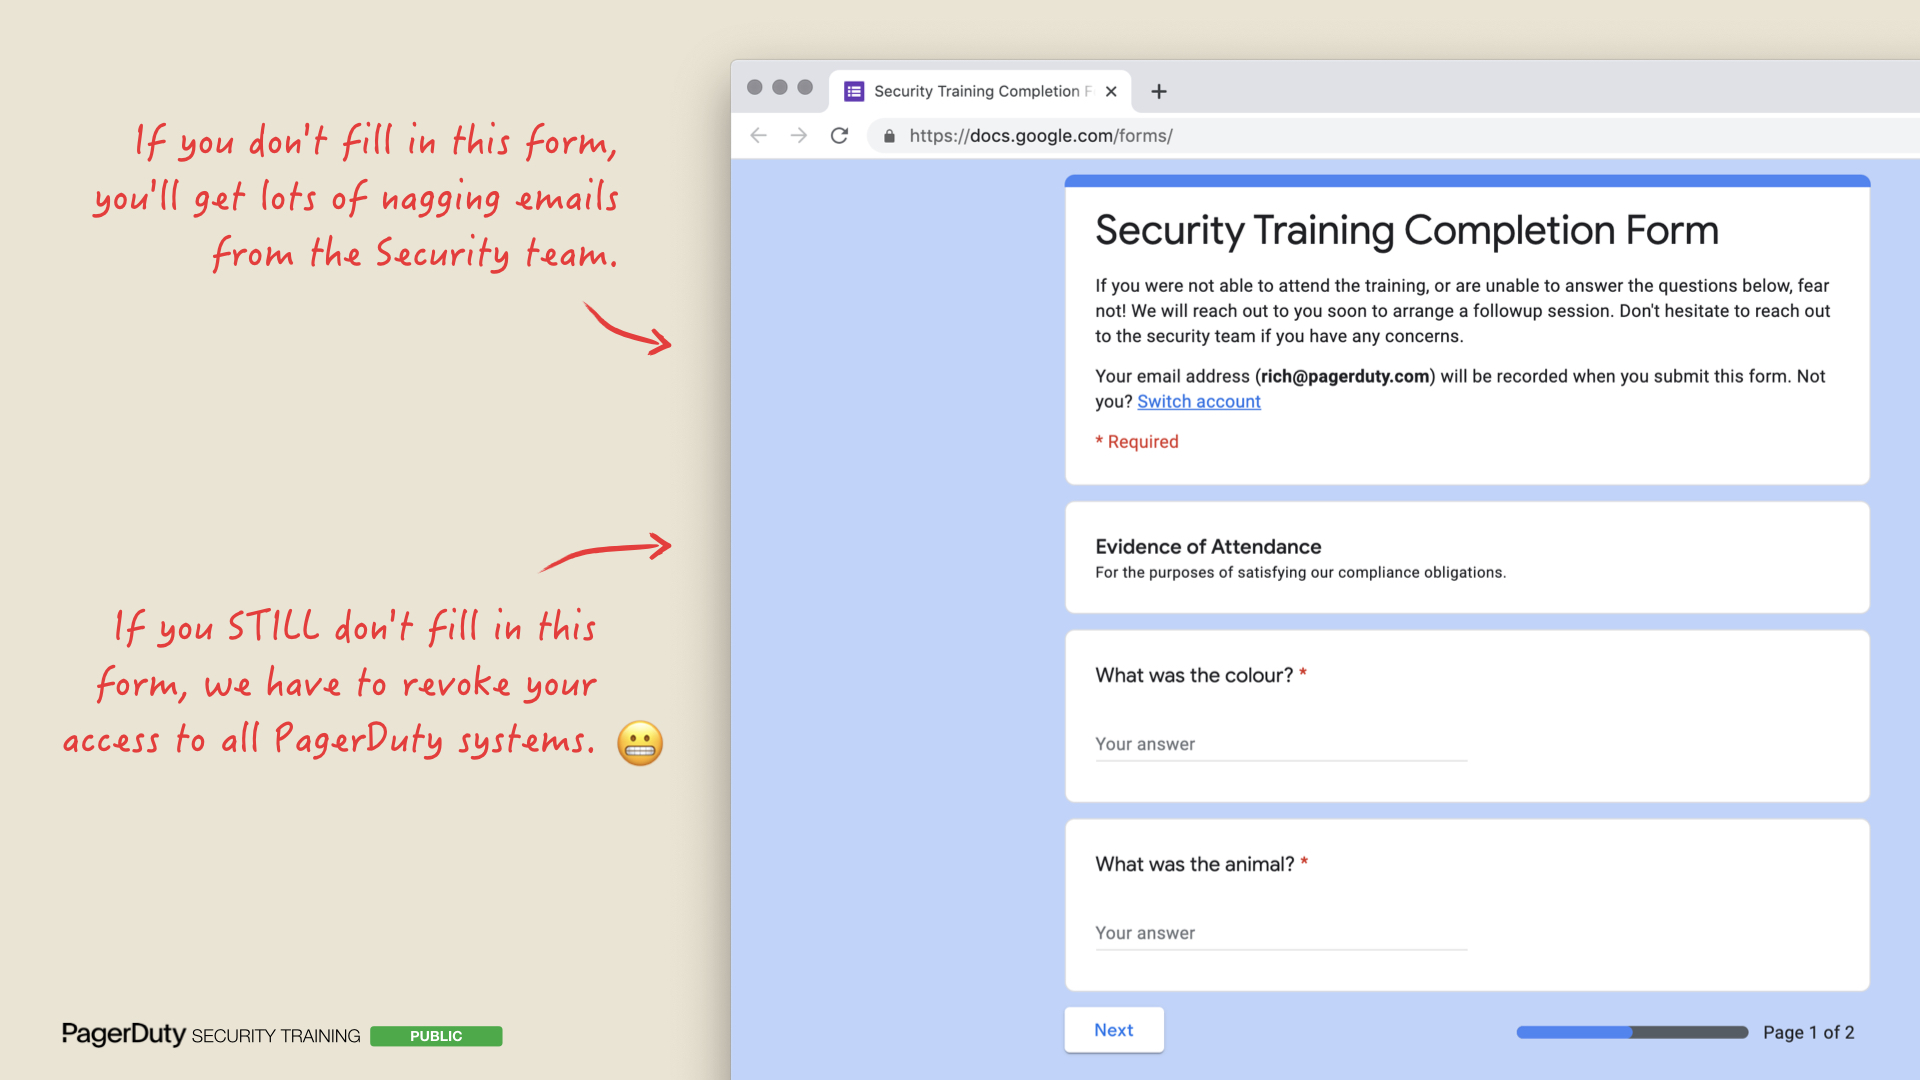 If you don't fill in this form,
you'll get lots of nagging emails
from the Security team.
If you STILL don't fill in this
form, we have to revoke your
access to all PagerDuty systems.
PagerDuty SECURITY TRAINING PUBLIC
Security Training Completion F
https://docs.google.com/forms/
Security Training Completion Form
If you were not able to attend the training, or are unable to answer the questions below, fear
not! We will reach out to you soon to arrange a followup session. Don't hesitate to reach out
to the security team if you have any concerns.
Your email address (rich@pagerduty.com) will be recorded when you submit this form. Not
you? Switch account
* Required
Evidence of Attendance
For the purposes of satisfying our compliance obligations.
What was the colour? *
Your answer
What was the animal? *
Your answer
Next
Page 1 of 2